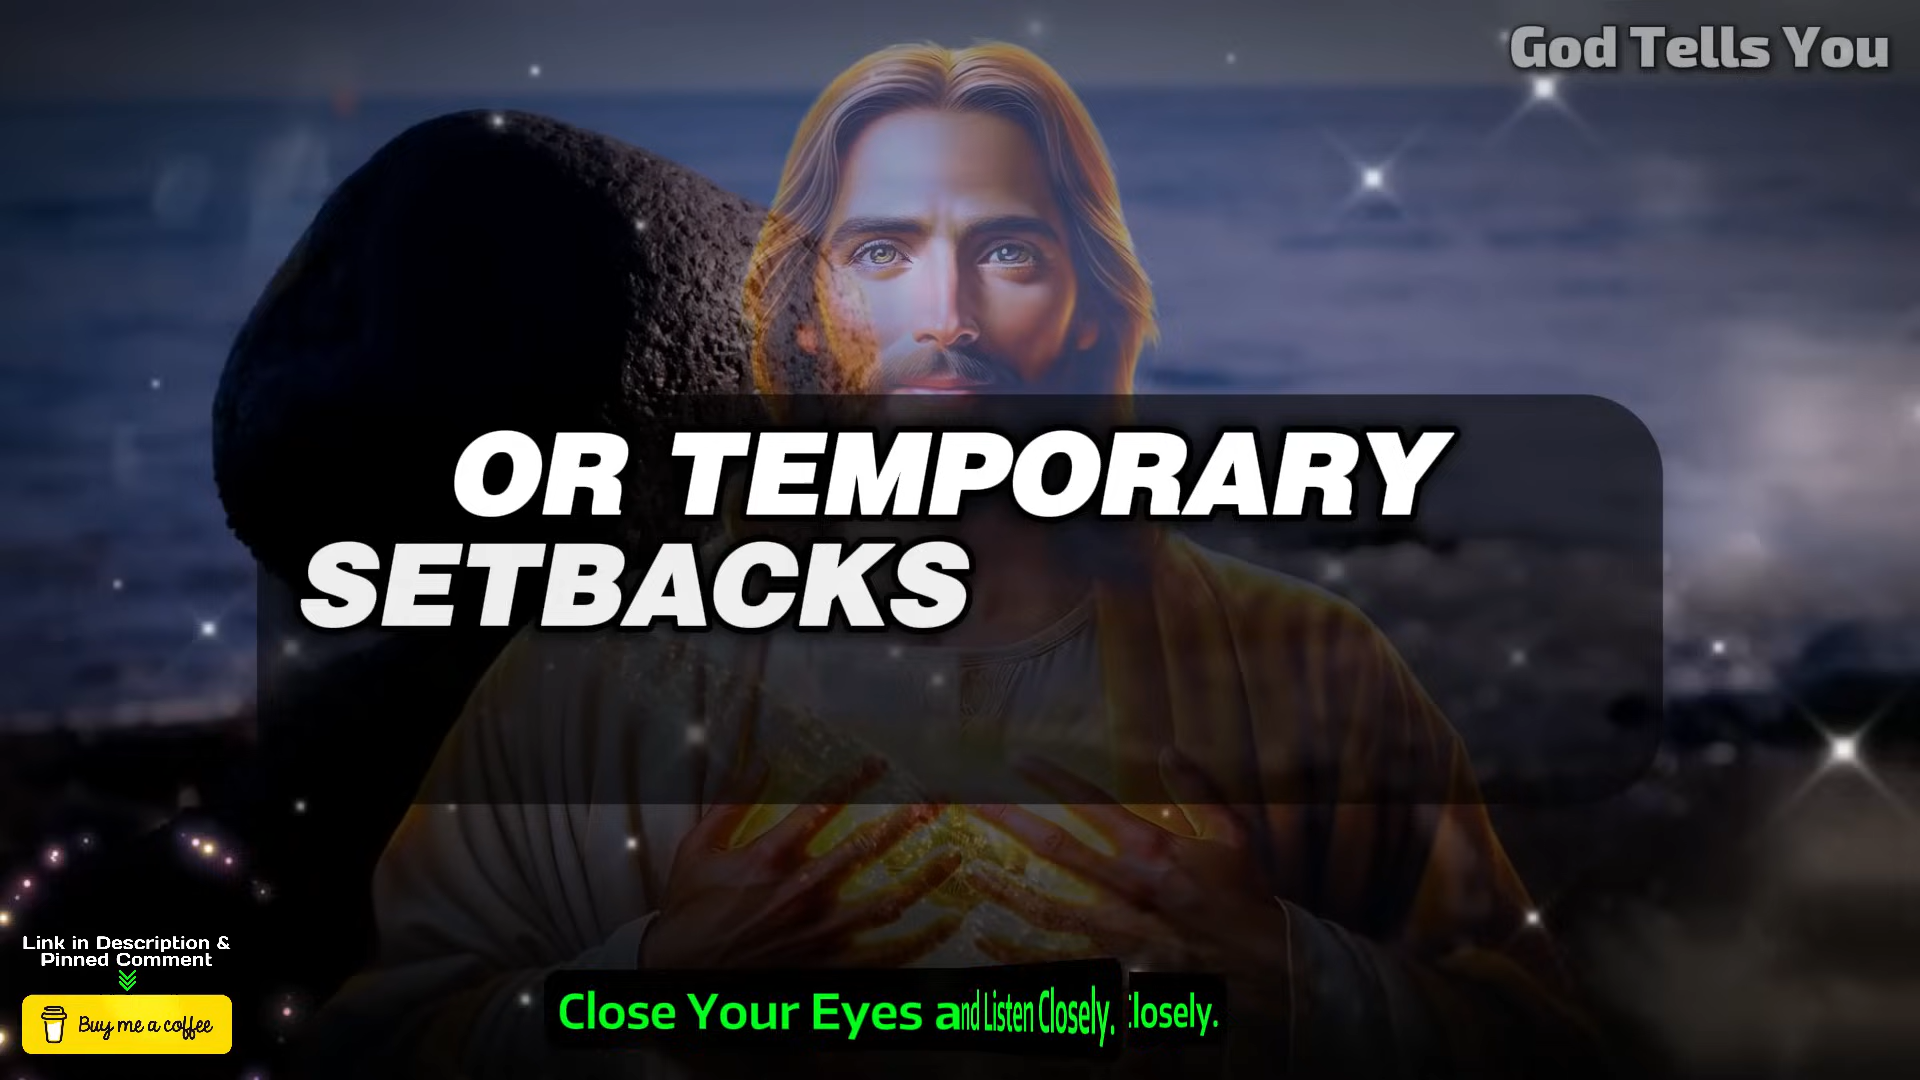 God Tells You
OR TEMPORARY
SETBACKS
Link in Description &
Pinned Comment
Buy me a coffee
Close Your Eyes and Listen Closely. Closely.